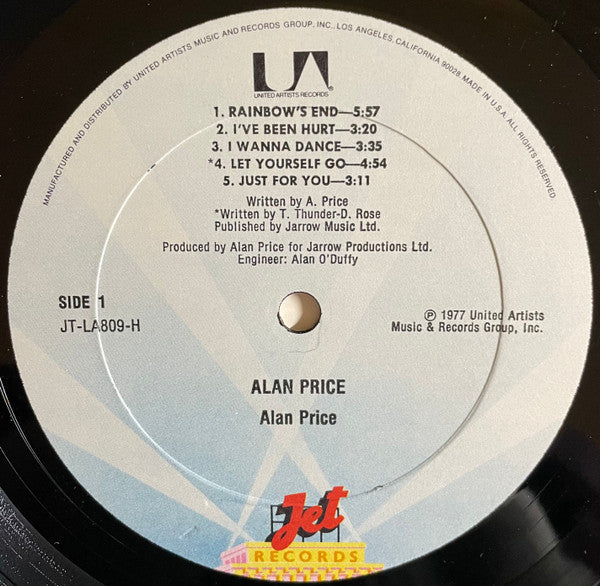 MANUFACTURED AND DISTRIBUTED BY UNITED ARTISTS MUSIC AND RECORDS GROUP, INC., LOS ANGELES, CALIFORNIA 90028 MADE IN U.S.A. ALL RIGHTS RESERVED.
UA
UNITED ARTISTS RECORDS
1. RAINBOW'S END—5:57
2. I'VE BEEN HURT—3:20
3. I WANNA DANCE—3:35
*4. LET YOURSELF GO—4:54
5. JUST FOR YOU—3:11
Written by A. Price
*Written by T. Thunder-D. Rose
Published by Jarrow Music Ltd.
Produced by Alan Price for Jarrow Productions Ltd.
Engineer: Alan O'Duffy
SIDE 1
JT-LA809-H
℗ 1977 United Artists
Music & Records Group, Inc.
ALAN PRICE
Alan Price
Jet
RECORDS